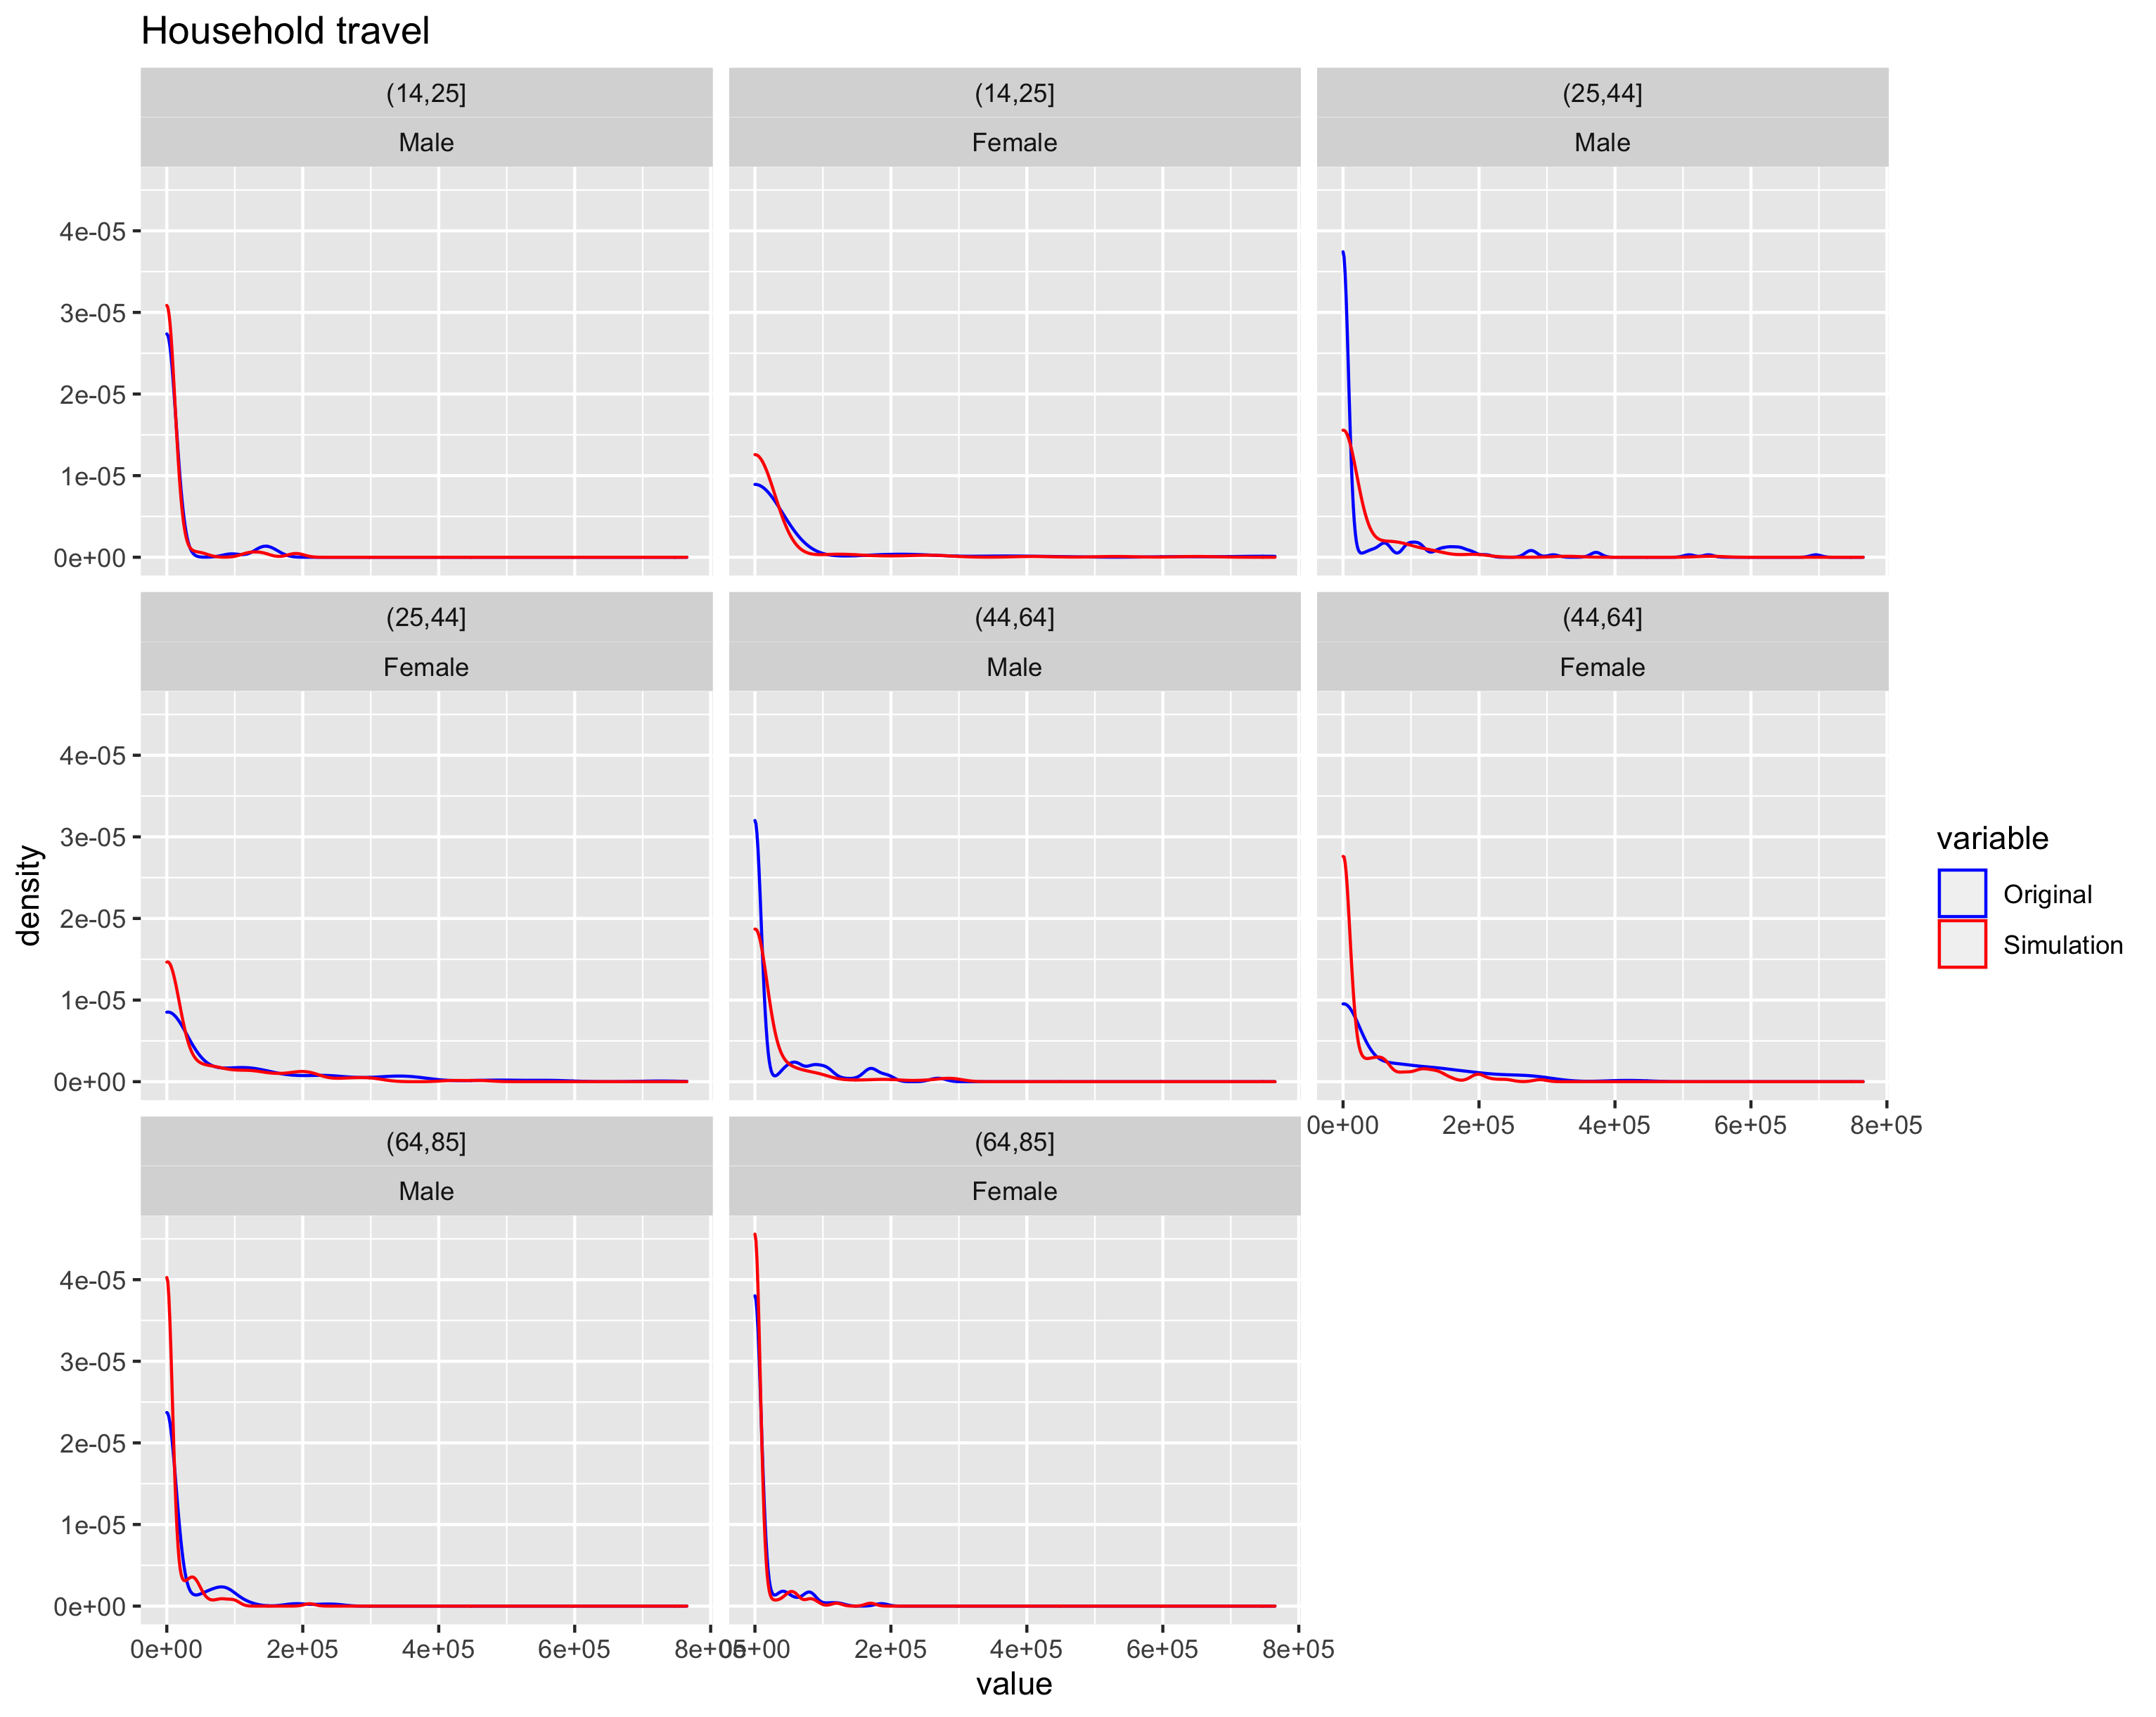 Household travel
(14,25]
(14,25]
(25,44]
Male
Female
Male
4e-05
3e-05
2e-05
1e-05
0e+00
(25,44]
(44,64]
(44,64]
Female
Male
Female
4e-05
3e-05
2e-05
1e-05
0e+00
0e+00 2e+05 4e+05 6e+05 8e+05
(64,85]
(64,85]
Male
Female
4e-05
3e-05
2e-05
1e-05
0e+00
0e+00 2e+05 4e+05 6e+05 8e+05
0e+00 2e+05 4e+05 6e+05 8e+05
value
density
variable
Original
Simulation